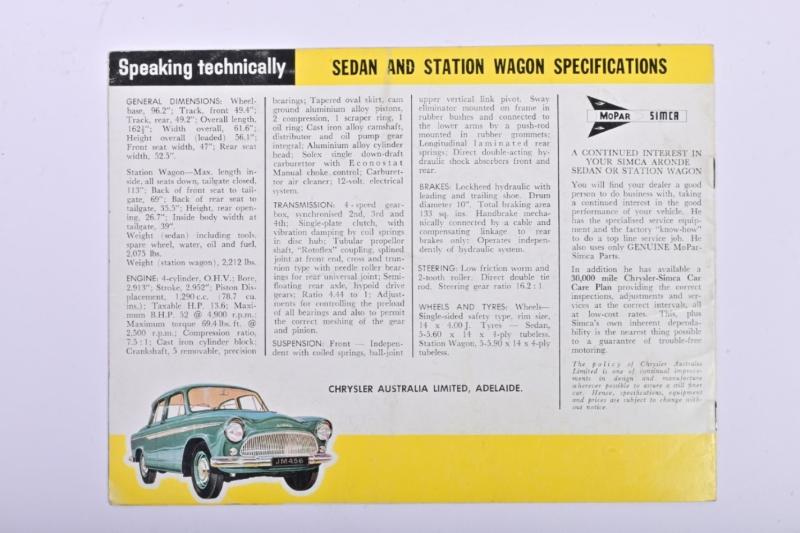 Speaking technically
SEDAN AND STATION WAGON SPECIFICATIONS
GENERAL DIMENSIONS: Wheel-
base, 96.2"; Track, front 49.4";
Track, rear, 49.2"; Overall length,
162½"; Width overall, 61.6";
Height overall (loaded) 56.1";
Front seat width, 47"; Rear seat
width, 52.5".
Station Wagon—Max. length in-
side, all seats down, tailgate closed,
113"; Back of front seat to tail-
gate, 69"; Back of rear seat to
tailgate, 35.5"; Height, rear open-
ing, 26.7"; Inside body width at
tailgate, 39"
Weight (sedan) including tools,
spare wheel, water, oil and fuel,
2,075 lbs.
Weight (station wagon), 2,212 lbs.
ENGINE: 4-cylinder, O.H.V.; Bore,
2.913"; Stroke, 2.952"; Piston Dis-
placement, 1,290 c.c. (78.7 cu.
ins.); Taxable H.P. 13.6; Maxi-
mum B.H.P. 52 @ 4,900 r.p.m.;
Maximum torque 69.4 lbs. ft. @
2,500 r.p.m.; Compression ratio,
7.5 : 1; Cast iron cylinder block;
Crankshaft, 5 removable, precision
bearings; Tapered oval skirt, cam
ground aluminium alloy pistons,
2 compression, 1 scraper ring, 1
oil ring; Cast iron alloy camshaft,
distributor and oil pump gear
integral; Aluminium alloy cylinder
head; Solex single down-draft
carburettor with Econostat
Manual choke control; Carburet-
tor air cleaner; 12-volt. electrical
system.
TRANSMISSION: 4-speed gear-
box, synchronised 2nd, 3rd and
4th; Single-plate clutch, with
vibration damping by coil springs
in disc hub; Tubular propellor
shaft, "Rotoflex" coupling, splined
joint at front end, cross and trun-
nion type with needle roller bear-
ings for rear universal joint; Semi-
floating rear axle, hypoid drive
gears; Ratio 4.44 to 1; Adjust-
ments for controlling the preload
of all bearings and also to permit
the correct meshing of the gear
and pinion.
SUSPENSION: Front — Indepen-
dent with coiled springs, ball-joint
upper vertical link pivot. Sway
eliminator mounted on frame in
rubber bushes and connected to
the lower arms by a push-rod
mounted in rubber grommets;
Longitudinal laminated rear
springs; Direct double-acting hy-
draulic shock absorbers front and
rear.
BRAKES: Lockheed hydraulic with
leading and trailing shoe. Drum
diameter 10". Total braking area
133 sq. ins. Handbrake mecha-
nically connected by a cable and
compensating linkage to rear
brakes only: Operates indepen-
dently of hydraulic system.
STEERING: Low friction worm and
2-tooth roller. Direct double tie
rod. Steering gear ratio 16.2 : 1.
WHEELS AND TYRES: Wheels—
Single-sided safety type, rim size,
14 x 4.00 J. Tyres — Sedan,
5-5.60 x 14 x 4-ply tubeless.
Station Wagon, 5-5.90 x 14 x 4-ply
tubeless.
MOPAR SIMCA
A CONTINUED INTEREST IN
YOUR SIMCA ARONDE
SEDAN OR STATION WAGON
You will find your dealer a good
person to do business with, taking
a continued interest in the good
performance of your vehicle. He
has the specialised service equip-
ment and the factory "know-how"
to do a top line service job. He
also uses only GENUINE MoPar-
Simca Parts.
In addition he has available a
30,000 mile Chrysler-Simca Car
Care Plan providing the correct
inspections, adjustments and ser-
vices at the correct intervals, all
at low-cost rates. This, plus
Simca's own inherent dependa-
bility is the nearest thing possible
to a guarantee of trouble-free
motoring.
The policy of Chrysler Australia
Limited is one of continual improve-
ments in design and manufacture
wherever possible to assure a still finer
car. Hence, specifications, equipment
and prices are subject to change with-
out notice.
CHRYSLER AUSTRALIA LIMITED, ADELAIDE.
JM456